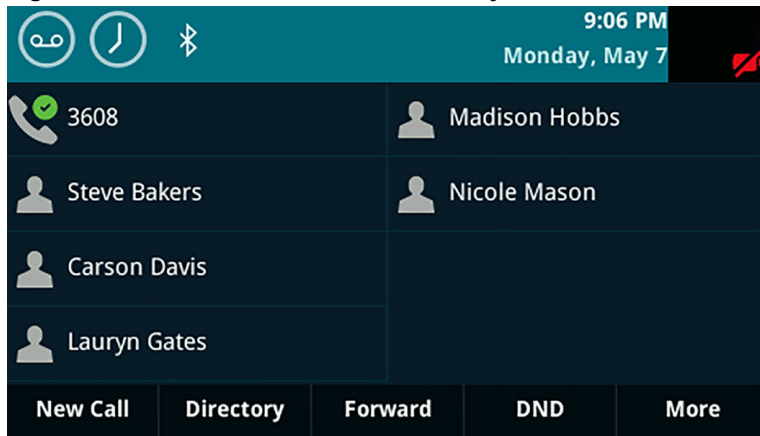 9:06 PM
Monday, May 7
3608
Madison Hobbs
Steve Bakers
Nicole Mason
Carson Davis
Lauryn Gates
New Call Directory Forward DND More